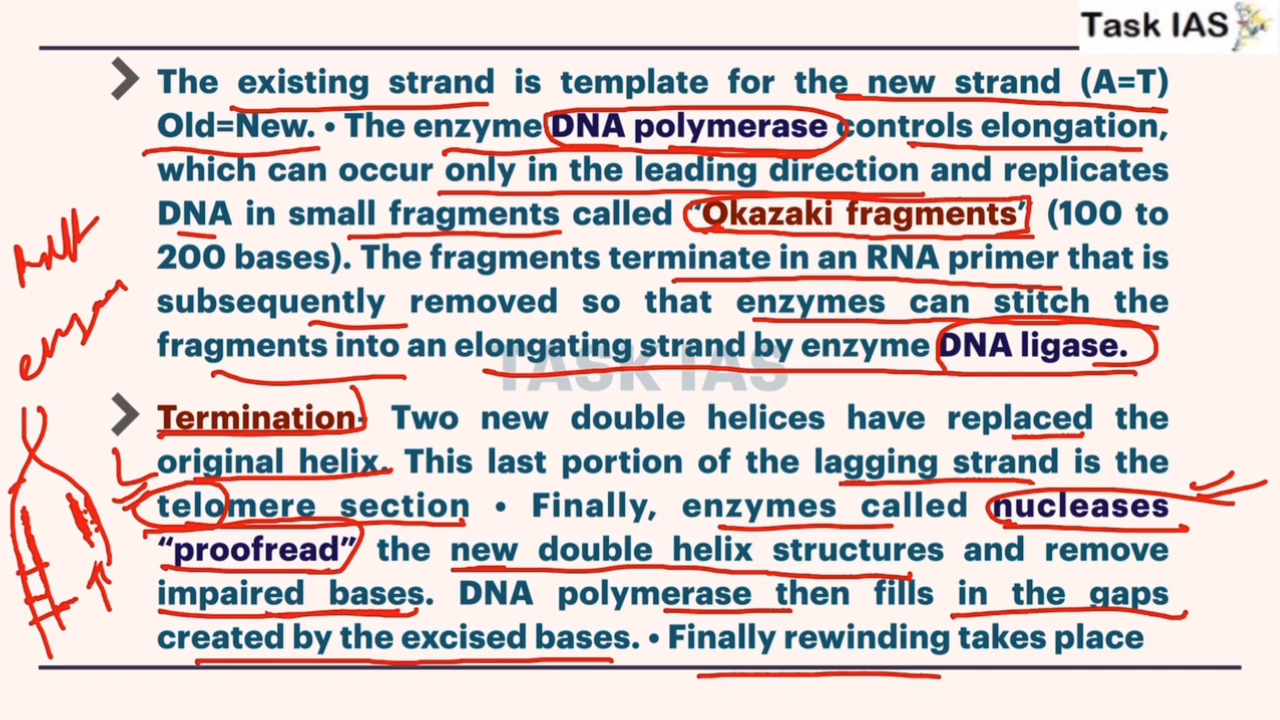 Task IAS
The existing strand is template for the new strand (A=T)
Old=New. • The enzyme DNA polymerase controls elongation,
which can occur only in the leading direction and replicates
DNA in small fragments called “Okazaki fragments” (100 to
200 bases). The fragments terminate in an RNA primer that is
subsequently removed so that enzymes can stitch the
fragments into an elongating strand by enzyme DNA ligase.
TASK IAS
Termination- Two new double helices have replaced the
original helix. This last portion of the lagging strand is the
telomere section • Finally, enzymes called nucleases
“proofread” the new double helix structures and remove
impaired bases. DNA polymerase then fills in the gaps
created by the excised bases. • Finally rewinding takes place